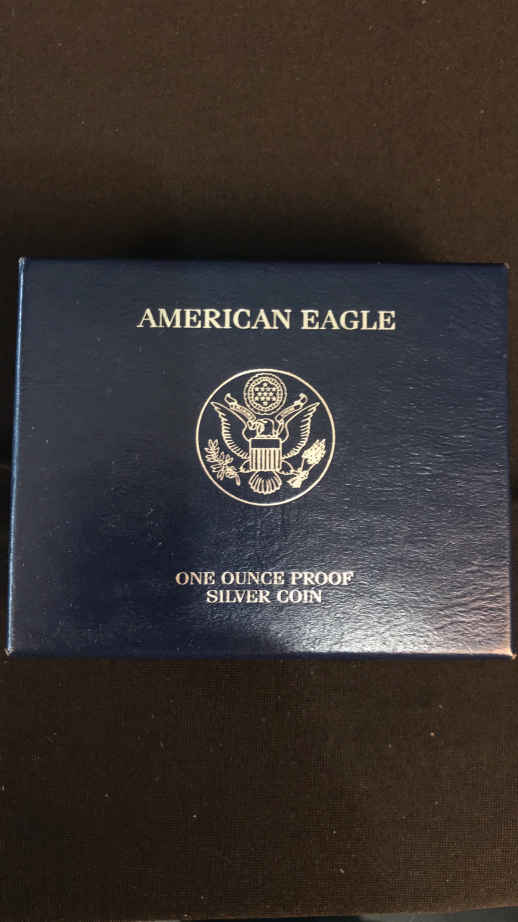 AMERICAN EAGLE
ONE OUNCE PROOF
SILVER COIN